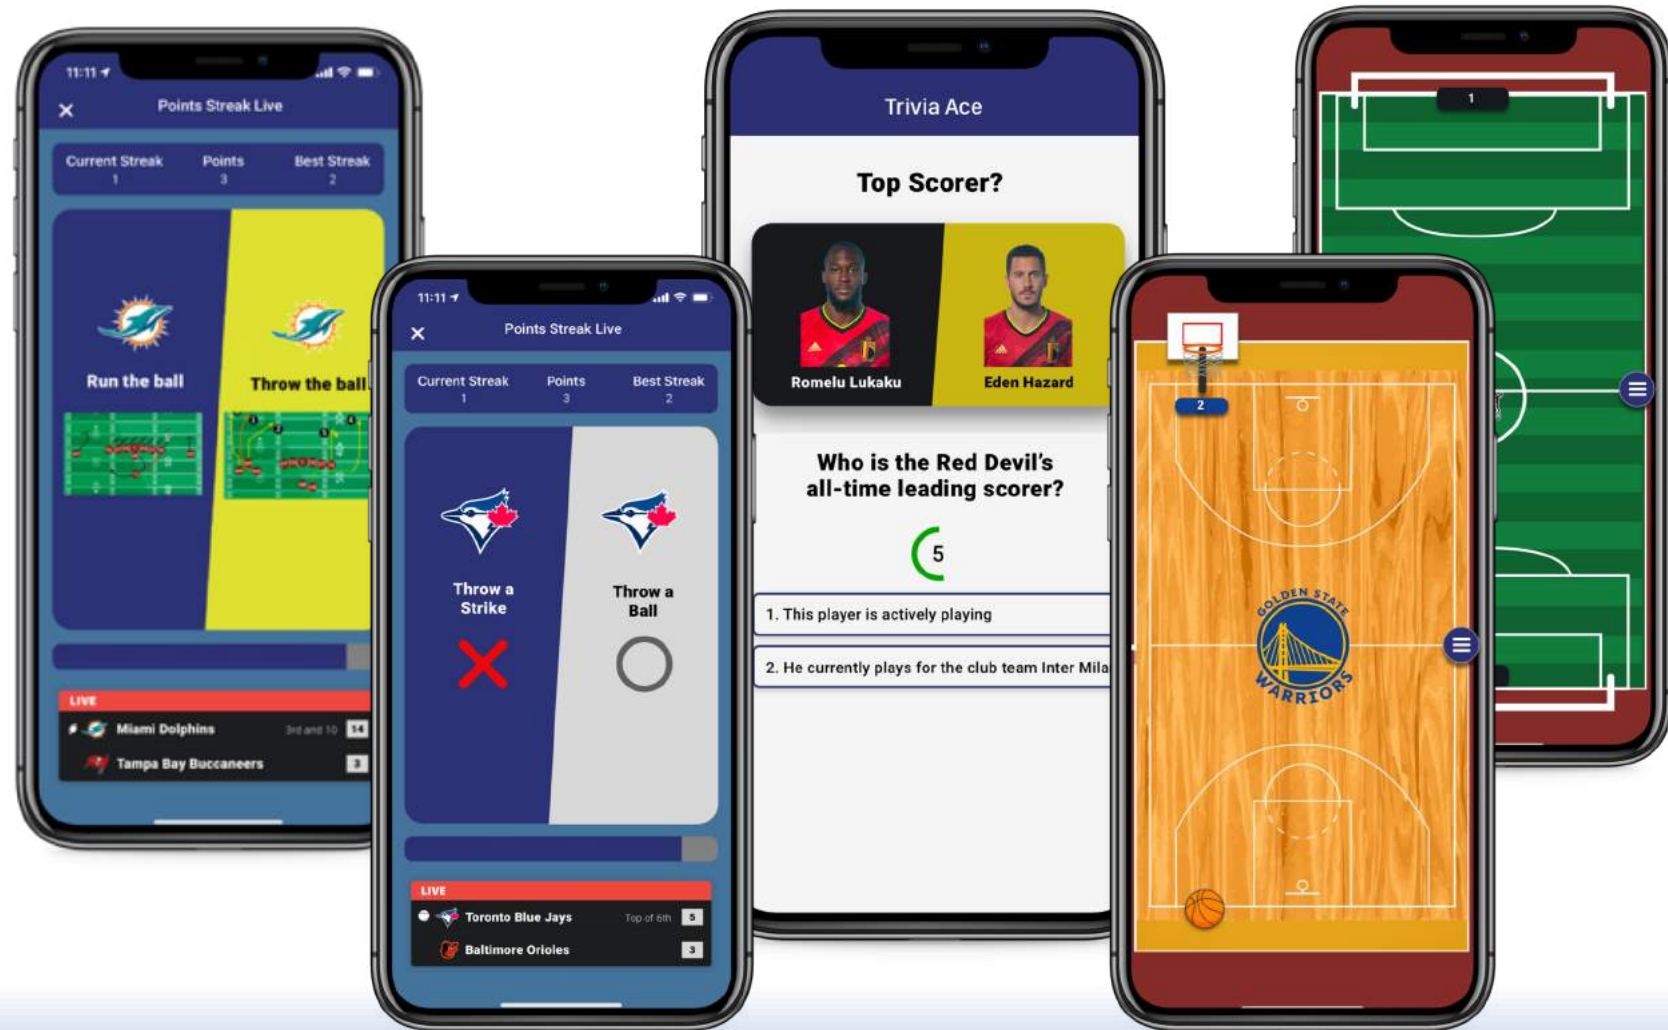 11:11
Points Streak Live
Current Streak
Points
Best Streak
1
3
2
Run the ball
Throw the ball
LIVE
Miami Dolphins
3rd and 10
14
Tampa Bay Buccaneers
3
11:11
Points Streak Live
Current Streak
Points
Best Streak
1
3
2
Throw a
Strike
Throw a
Ball
LIVE
Toronto Blue Jays
Top of 6th
5
Baltimore Orioles
3
Trivia Ace
Top Scorer?
Romelu Lukaku
Eden Hazard
Who is the Red Devil's
all-time leading scorer?
5
1. This player is actively playing
2. He currently plays for the club team Inter Mila
2
GOLDEN STATE
WARRIORS
1